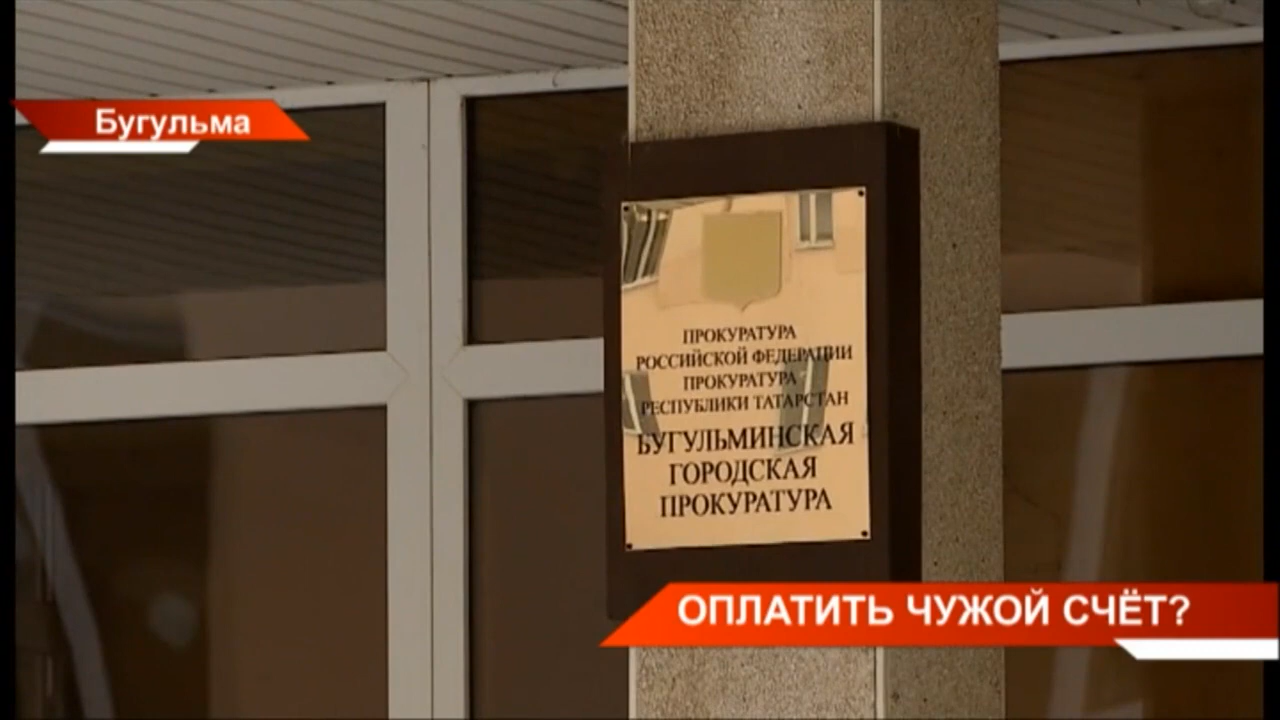 Бугульма
ПРОКУРАТУРА
РОССИЙСКОЙ ФЕДЕРАЦИИ
ПРОКУРАТУРА
РЕСПУБЛИКИ ТАТАРСТАН
БУГУЛЬМИНСКАЯ
ГОРОДСКАЯ
ПРОКУРАТУРА
ОПЛАТИТЬ ЧУЖОЙ СЧЁТ?